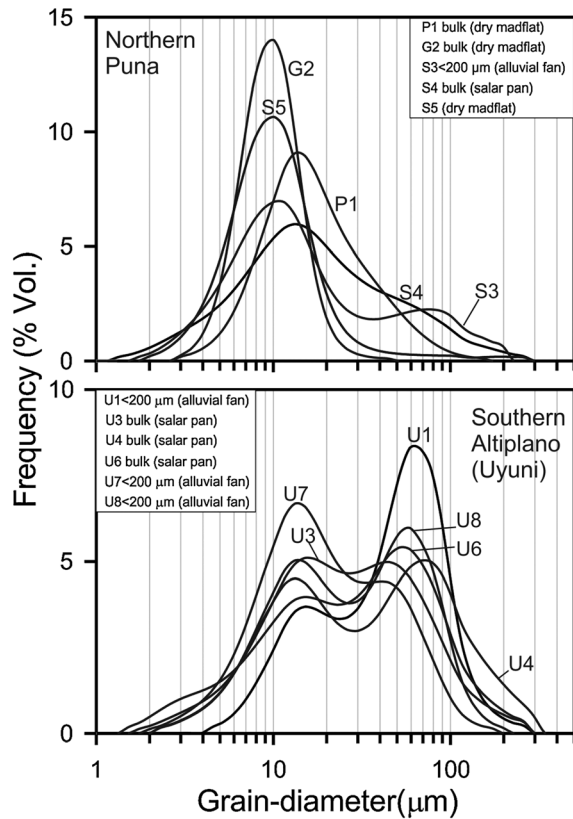 Northern
Puna
P1 bulk (dry madflat)
G2 bulk (dry madflat)
S3<200 µm (alluvial fan)
S4 bulk (salar pan)
S5 (dry madflat)
G2
S5
P1
S4
S3
15
10
5
0
Frequency (% Vol.)
U1<200 µm (alluvial fan)
U3 bulk (salar pan)
U4 bulk (salar pan)
U6 bulk (salar pan)
U7<200 µm (alluvial fan)
U8<200 µm (alluvial fan)
Southern
Altiplano
(Uyuni)
U1
U7
U3
U8
U6
U4
10
5
0
1
10
100
Grain-diameter(µm)